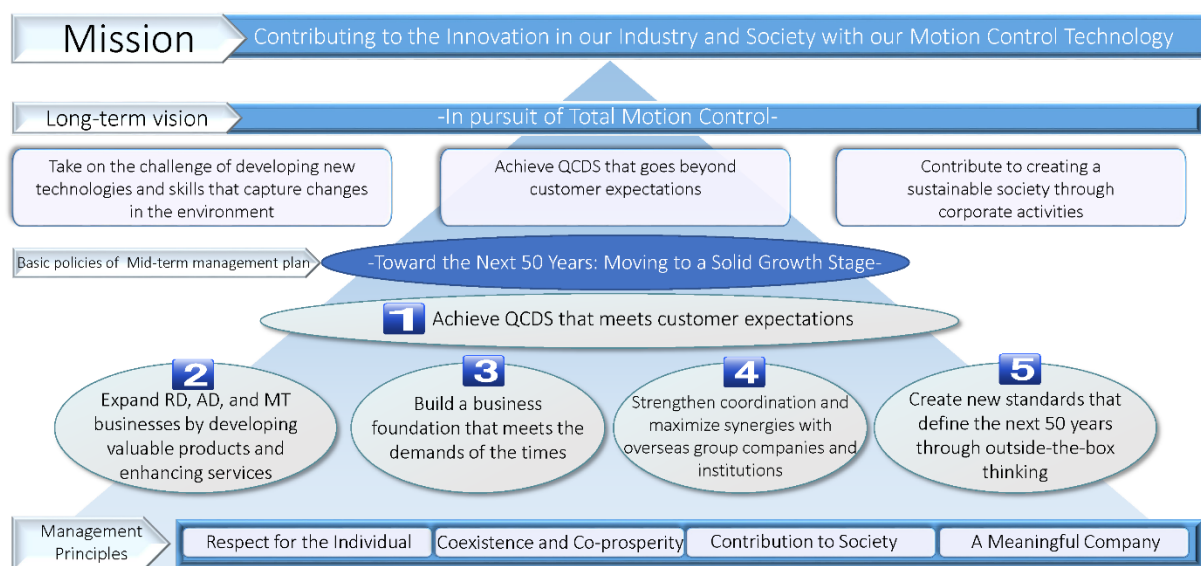 Mission
Contributing to the Innovation in our Industry and Society with our Motion Control Technology
Long-term vision
-In pursuit of Total Motion Control-
Take on the challenge of developing new
technologies and skills that capture changes
in the environment
Achieve QCDS that goes beyond
customer expectations
Contribute to creating a
sustainable society through
corporate activities
Basic policies of Mid-term management plan
-Toward the Next 50 Years: Moving to a Solid Growth Stage-
1 Achieve QCDS that meets customer expectations
2
Expand RD, AD, and MT
businesses by developing
valuable products and
enhancing services
3
Build a business
foundation that meets the
demands of the times
4
Strengthen coordination and
maximize synergies with
overseas group companies and
institutions
5
Create new standards that
define the next 50 years
through outside-the-box
thinking
Management
Principles
Respect for the Individual
Coexistence and Co-prosperity
Contribution to Society
A Meaningful Company